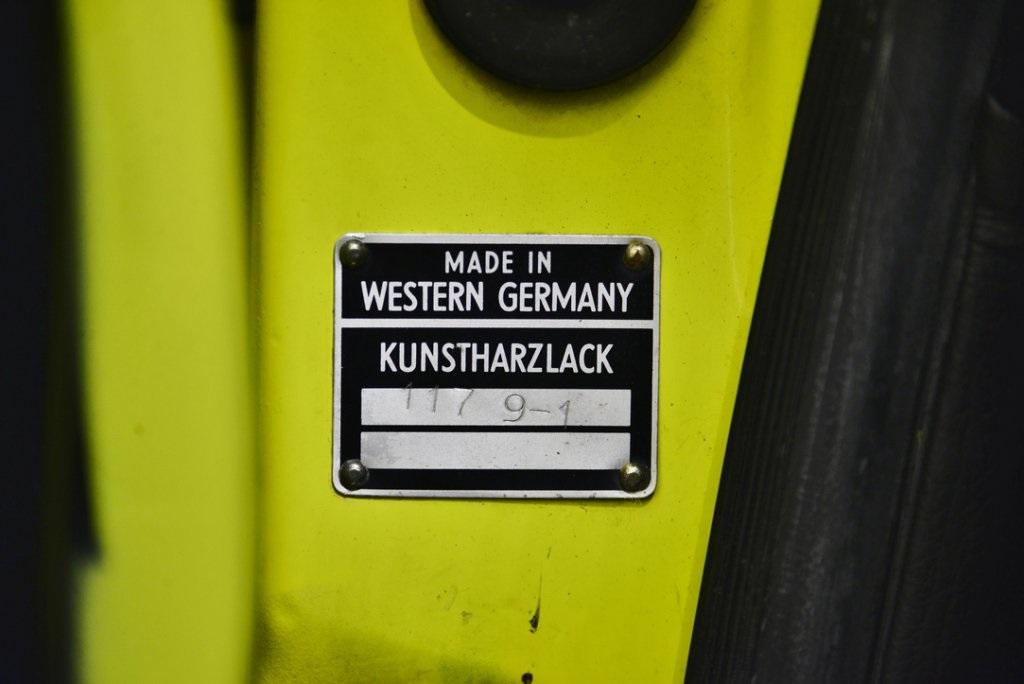 MADE IN
WESTERN GERMANY
KUNSTHARZLACK
117 9-1